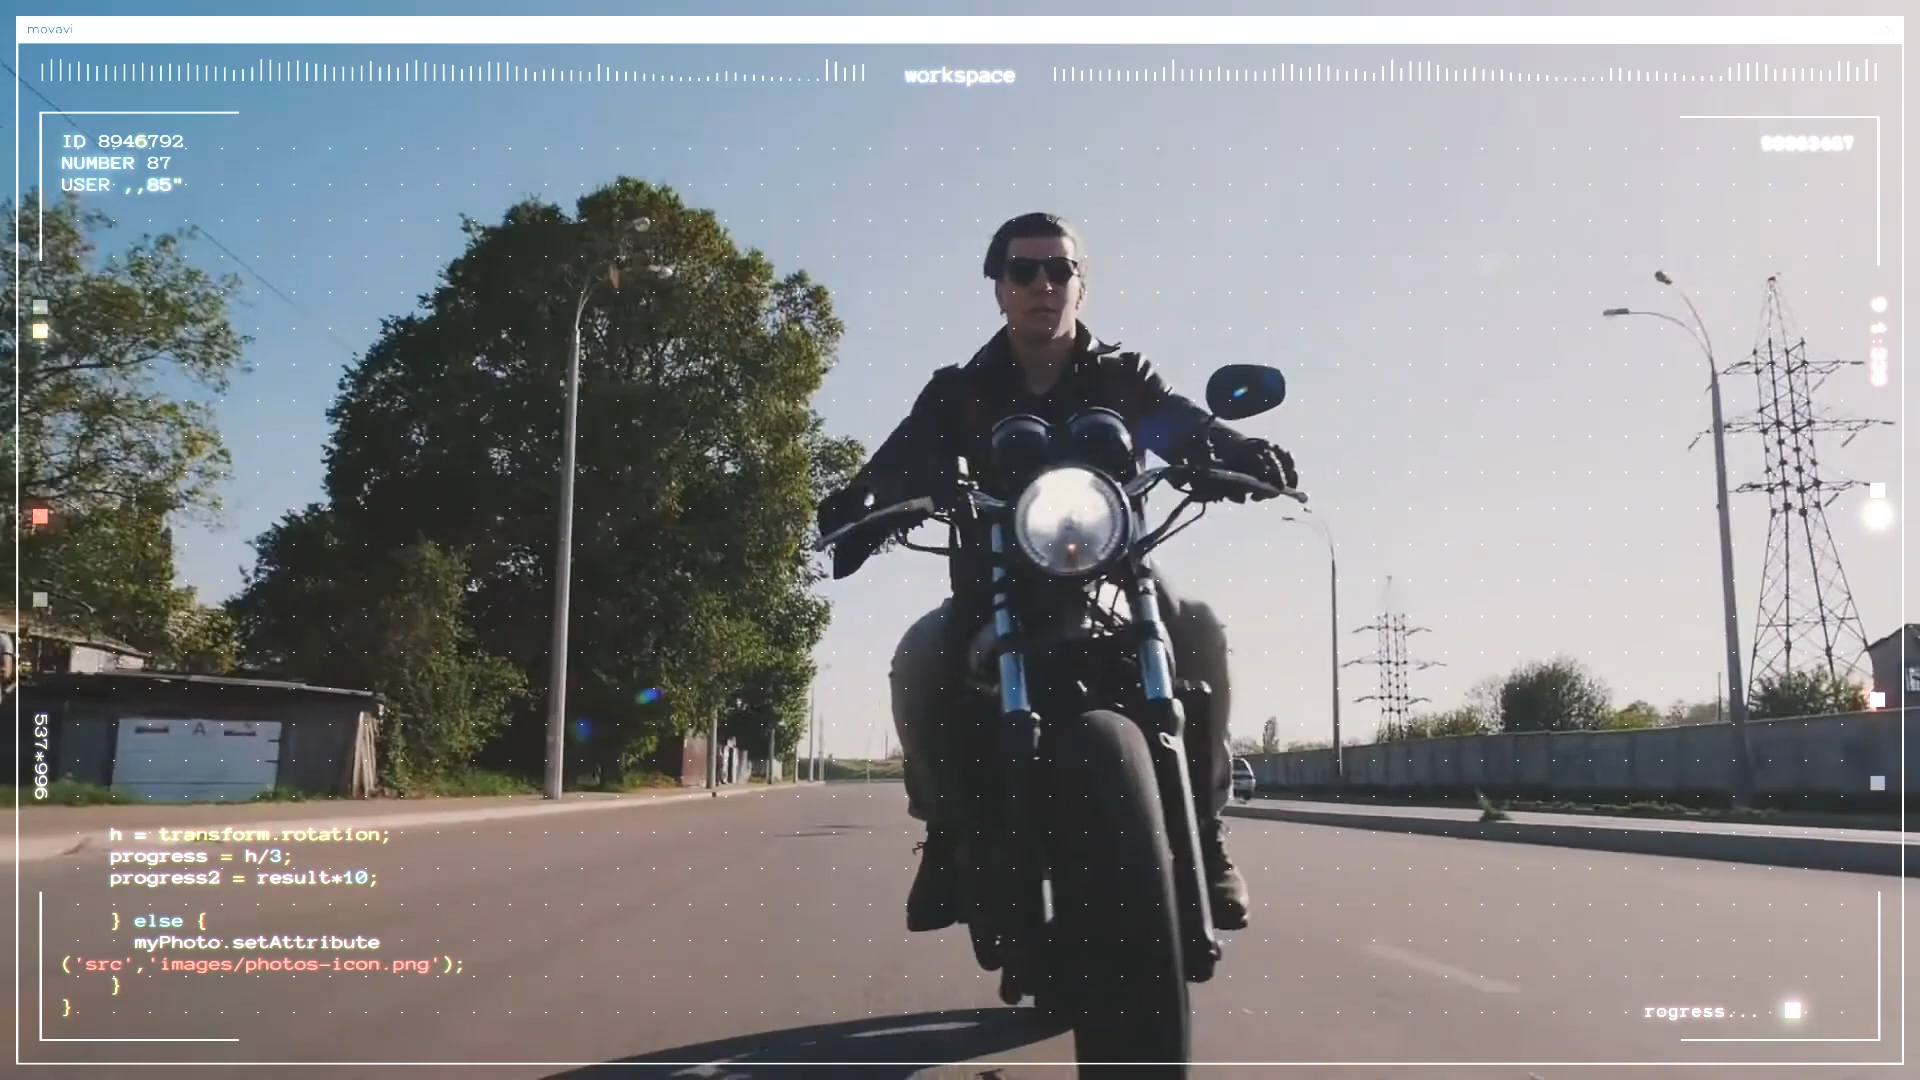 movavi
workspace
ID 8946792
NUMBER 87
USER ,,85"
A
537*996
h = transform.rotation;
progress = h/3;
progress2 = result*10;
} else {
myPhoto.setAttribute
('src','images/photos-icon.png');
}
}
rogress...